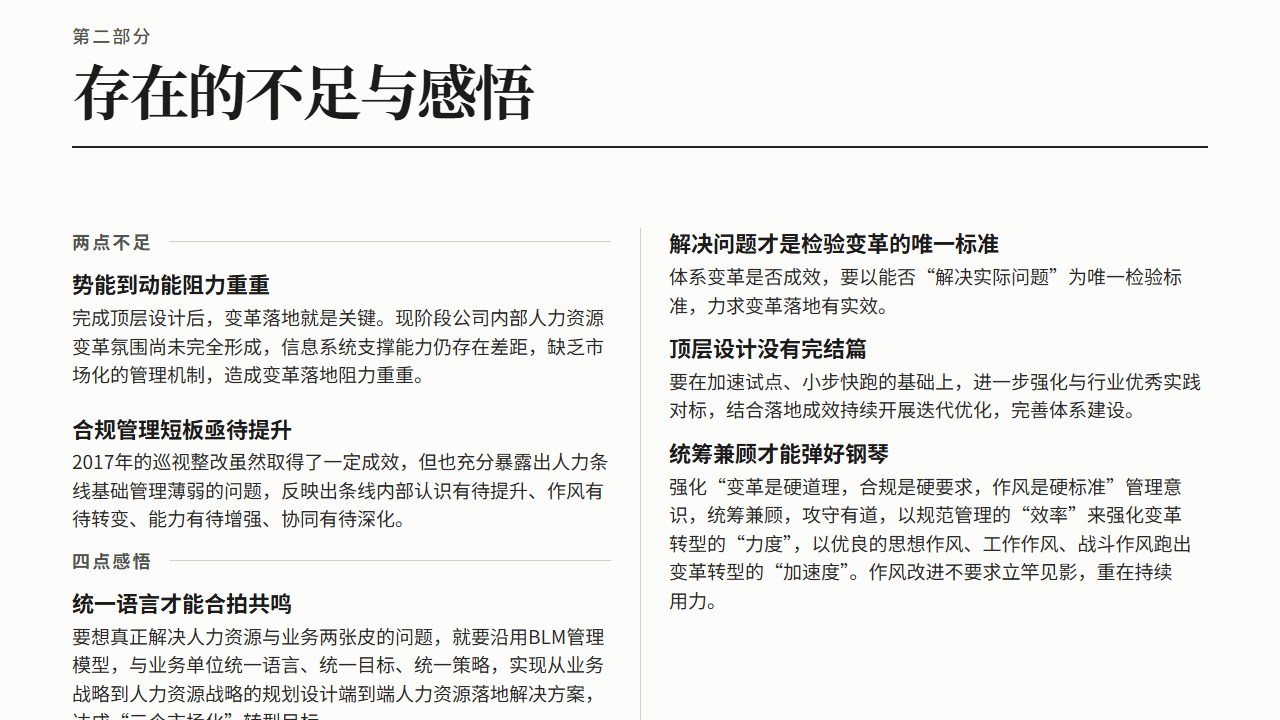 第二部分
存在的不足与感悟
两点不足
势能到动能阻力重重
完成顶层设计后，变革落地就是关键。现阶段公司内部人力资源
变革氛围尚未完全形成，信息系统支撑能力仍存在差距，缺乏市
场化的管理机制，造成变革落地阻力重重。
合规管理短板亟待提升
2017年的巡视整改虽然取得了一定成效，但也充分暴露出人力条
线基础管理薄弱的问题，反映出条线内部认识有待提升、作风有
待转变、能力有待增强、协同有待深化。
四点感悟
统一语言才能合拍共鸣
要想真正解决人力资源与业务两张皮的问题，就要沿用BLM管理
模型，与业务单位统一语言、统一目标、统一策略，实现从业务
战略到人力资源战略的规划设计端到端人力资源落地解决方案，
达成“三个市场化”转型目标。
解决问题才是检验变革的唯一标准
体系变革是否成效，要以能否“解决实际问题”为唯一检验标
准，力求变革落地有实效。
顶层设计没有完结篇
要在加速试点、小步快跑的基础上，进一步强化与行业优秀实践
对标，结合落地成效持续开展迭代优化，完善体系建设。
统筹兼顾才能弹好钢琴
强化“变革是硬道理，合规是硬要求，作风是硬标准”管理意
识，统筹兼顾，攻守有道，以规范管理的“效率”来强化变革
转型的“力度”，以优良的思想作风、工作作风、战斗作风跑出
变革转型的“加速度”。作风改进不要求立竿见影，重在持续
用力。